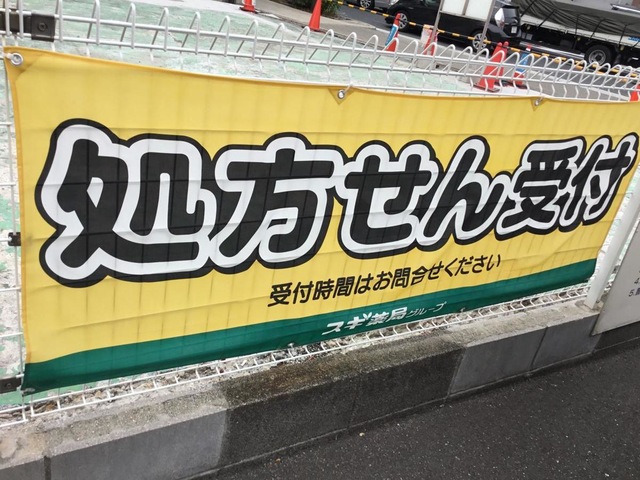 処方せん受付
受付時間はお問合せください
スギ薬局グループ